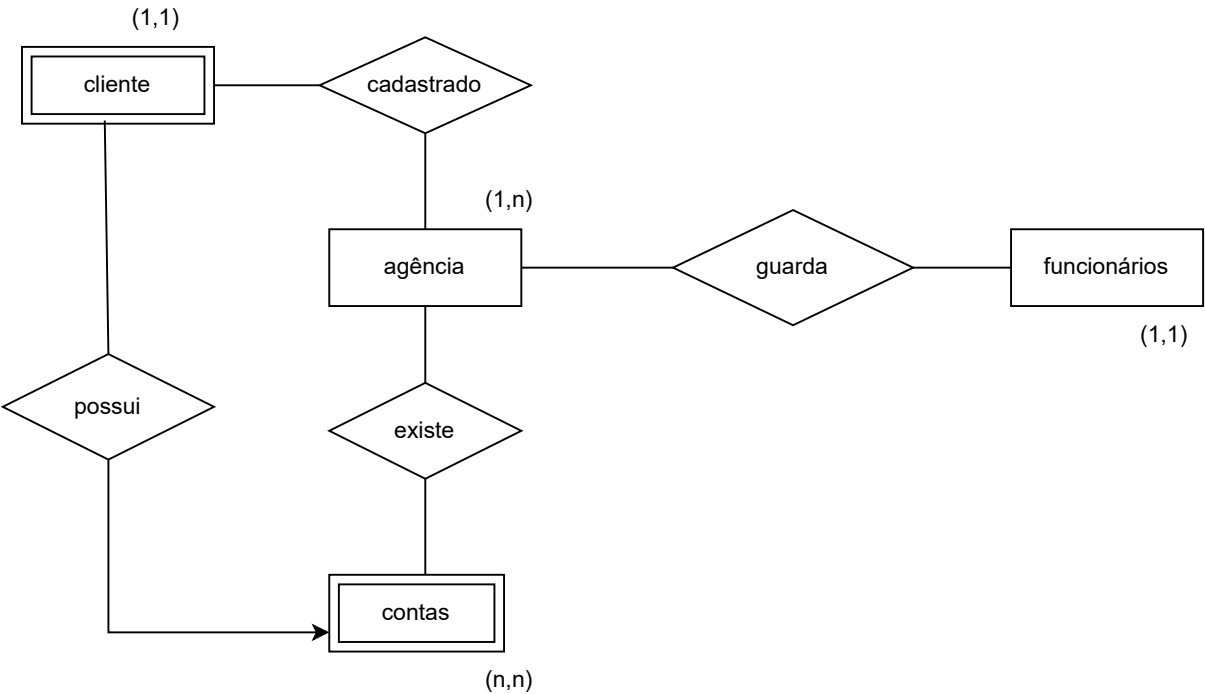 (1,1)
cliente
cadastrado
(1,n)
agência
guarda
funcionários
(1,1)
possui
existe
contas
(n,n)